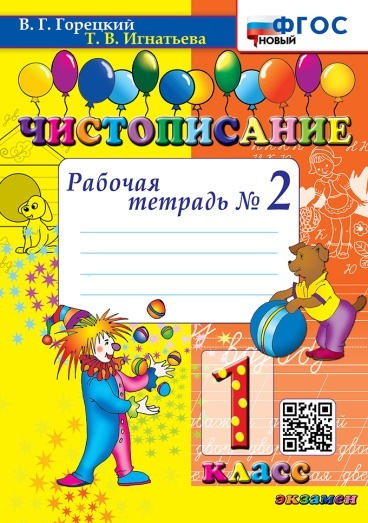 В. Г. Горецкий
Т. В. Игнатьева
ФГОС
НОВЫЙ
ЧИСТОПИСАНИЕ
Рабочая
тетрадь № 2
1
класс
экзамен